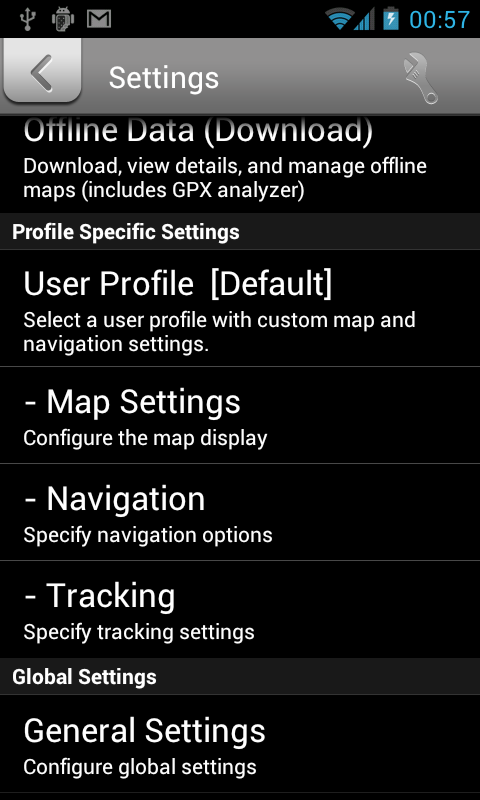 00:57
Settings
Offline Data (Download)
Download, view details, and manage offline
maps (includes GPX analyzer)
Profile Specific Settings
User Profile  [Default]
Select a user profile with custom map and
navigation settings.
- Map Settings
Configure the map display
- Navigation
Specify navigation options
- Tracking
Specify tracking settings
Global Settings
General Settings
Configure global settings